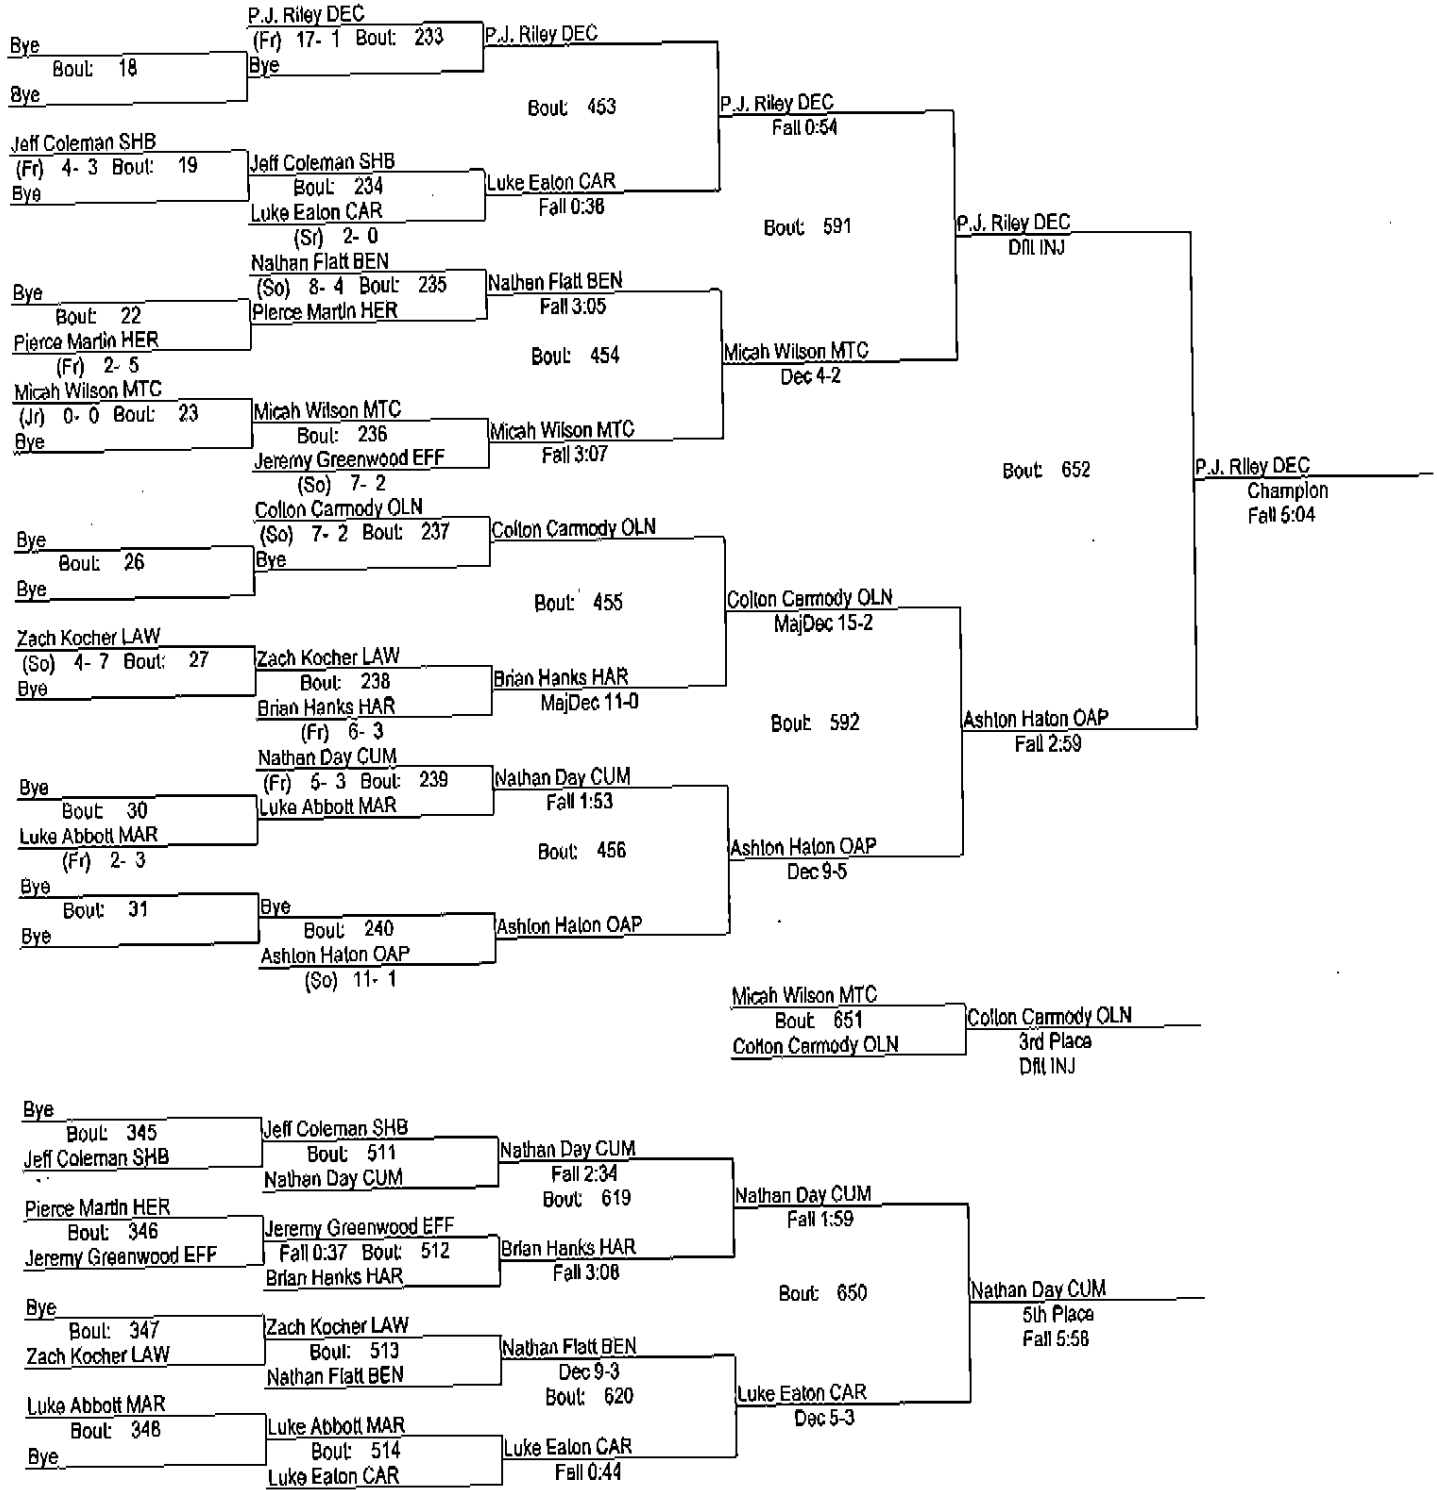 P.J. Riley DEC
Bye
(Fr) 17- 1 Bout: 233
P.J. Riley DEC
Bout: 18
Bye
Bye
Bout: 453
P.J. Riley DEC
Fall 0:54
Jeff Coleman SHB
(Fr) 4- 3 Bout: 19
Jeff Coleman SHB
Bye
Bout: 234
Luke Eaton CAR
Luke Eaton CAR
Fall 0:38
(Sr) 2- 0
Bout: 591
P.J. Riley DEC
Dflt INJ
Nathan Flatt BEN
Bye
(So) 8- 4 Bout: 235
Nathan Flatt BEN
Bout: 22
Pierce Martin HER
Fall 3:05
Pierce Martin HER
(Fr) 2- 5
Bout: 454
Micah Wilson MTC
Dec 4-2
Micah Wilson MTC
(Jr) 0- 0 Bout: 23
Micah Wilson MTC
Bye
Bout: 236
Micah Wilson MTC
Jeremy Greenwood EFF
Fall 3:07
(So) 7- 2
Bout: 652
P.J. Riley DEC
Champion
Fall 5:04
Colton Carmody OLN
Bye
(So) 7- 2 Bout: 237
Colton Carmody OLN
Bout: 26
Bye
Bye
Bout: 455
Colton Carmody OLN
MajDec 15-2
Zach Kocher LAW
(So) 4- 7 Bout: 27
Zach Kocher LAW
Bye
Bout: 238
Brian Hanks HAR
Brian Hanks HAR
MajDec 11-0
(Fr) 6- 3
Bout: 592
Ashton Haton OAP
Fall 2:59
Nathan Day CUM
Bye
(Fr) 5- 3 Bout: 239
Nathan Day CUM
Bout: 30
Luke Abbott MAR
Fall 1:53
Luke Abbott MAR
(Fr) 2- 3
Bout: 456
Ashton Haton OAP
Dec 9-5
Bye
Bout: 31
Bye
Bye
Bout: 240
Ashton Haton OAP
Ashton Haton OAP
(So) 11- 1
Micah Wilson MTC
Bout: 651
Colton Carmody OLN
Colton Carmody OLN
3rd Place
Dflt INJ
Bye
Bout: 345
Jeff Coleman SHB
Jeff Coleman SHB
Bout: 511
Nathan Day CUM
Nathan Day CUM
Fall 2:34
Bout: 619
Nathan Day CUM
Fall 1:59
Pierce Martin HER
Bout: 346
Jeremy Greenwood EFF
Jeremy Greenwood EFF
Fall 0:37 Bout: 512
Brian Hanks HAR
Brian Hanks HAR
Fall 3:08
Bout: 650
Nathan Day CUM
5th Place
Fall 5:58
Bye
Bout: 347
Zach Kocher LAW
Zach Kocher LAW
Bout: 513
Nathan Flatt BEN
Nathan Flatt BEN
Dec 9-3
Bout: 620
Luke Eaton CAR
Dec 5-3
Luke Abbott MAR
Bout: 348
Bye
Luke Abbott MAR
Bout: 514
Luke Eaton CAR
Luke Eaton CAR
Fall 0:44